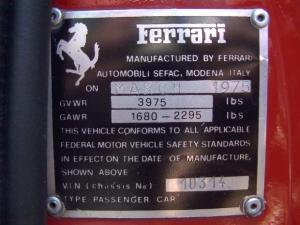 Ferrari
MANUFACTURED BY FERRARI
AUTOMOBILI SEFAC. MODENA ITALY
ON MARCH 1975
GVWR 3975 lbs
GAWR 1680-2295 lbs
THIS VEHICLE CONFORMS TO ALL APPLICABLE
FEDERAL MOTOR VEHICLE SAFETY STANDARDS
IN EFFECT ON THE DATE OF MANUFACTURE,
SHOWN ABOVE
V.I.N. (chassis No) 10314
TYPE PASSENGER CAR